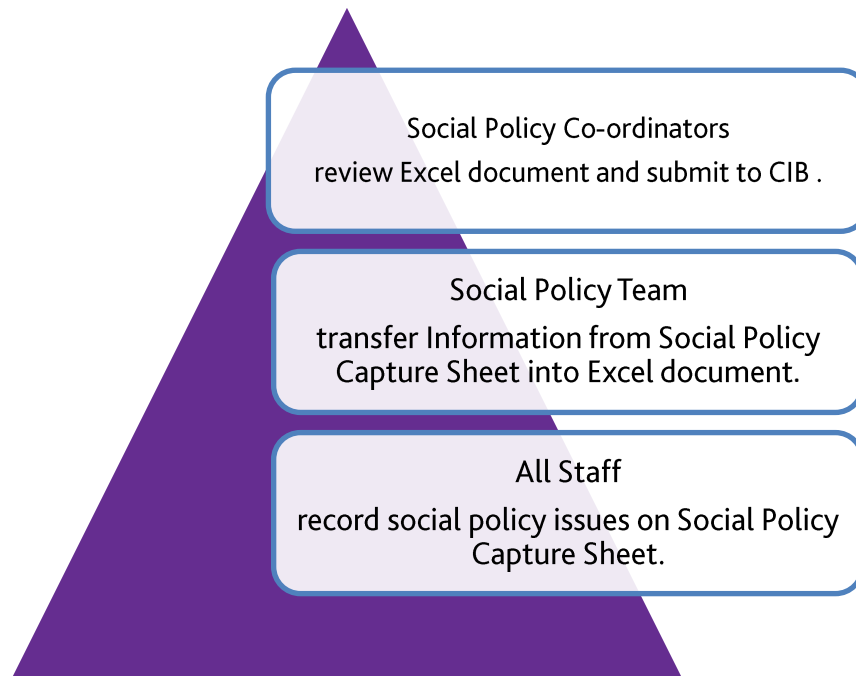 Social Policy Co-ordinators
review Excel document and submit to CIB .
Social Policy Team
transfer Information from Social Policy
Capture Sheet into Excel document.
All Staff
record social policy issues on Social Policy
Capture Sheet.